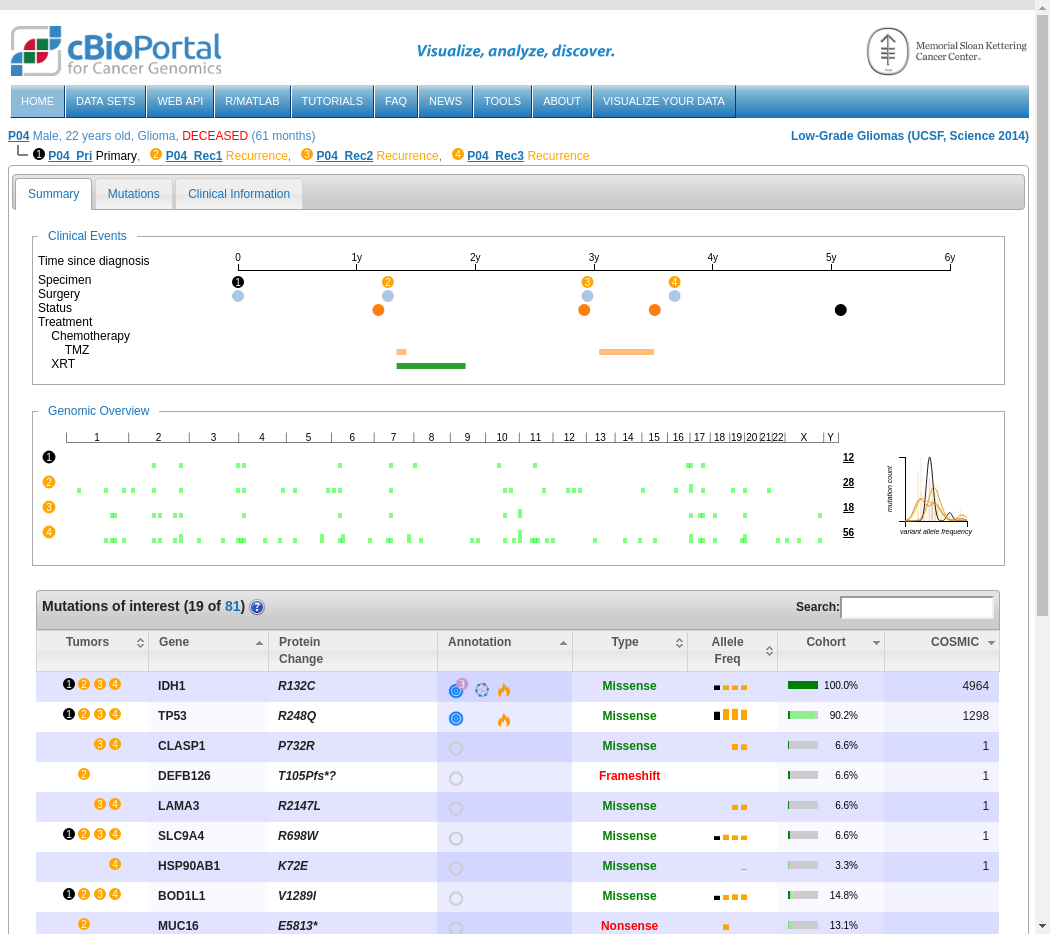 cBioPortal
for Cancer Genomics
Visualize, analyze, discover.
Memorial Sloan Kettering
Cancer Center
HOME DATA SETS WEB API R/MATLAB TUTORIALS FAQ NEWS TOOLS ABOUT VISUALIZE YOUR DATA
P04 Male, 22 years old, Glioma, DECEASED (61 months) Low-Grade Gliomas (UCSF, Science 2014)
1 P04_Pri Primary, 2 P04_Rec1 Recurrence, 3 P04_Rec2 Recurrence, 4 P04_Rec3 Recurrence
Summary Mutations Clinical Information
Clinical Events
Time since diagnosis 0 1y 2y 3y 4y 5y 6y
Specimen 1 2 3 4
Surgery
Status
Treatment
Chemotherapy
TMZ
XRT
Genomic Overview
1 2 3 4 5 6 7 8 9 10 11 12 13 14 15 16 17 18 19 20 21 22 X Y
1 12
2 28
3 18
4 56
mutation count
variant allele frequency
Mutations of interest (19 of 81) ? Search:
Tumors Gene Protein Change Annotation Type Allele Freq Cohort COSMIC
1 2 3 4 IDH1 R132C 3 Missense 100.0% 4964
1 2 3 4 TP53 R248Q Missense 90.2% 1298
3 4 CLASP1 P732R Missense 6.6% 1
2 DEFB126 T105Pfs*? Frameshift 6.6% 1
3 4 LAMA3 R2147L Missense 6.6% 1
1 2 3 4 SLC9A4 R698W Missense 6.6% 1
4 HSP90AB1 K72E Missense 3.3% 1
1 2 3 4 BOD1L1 V1289I Missense 14.8%
2 MUC16 E5813* Nonsense 13.1%